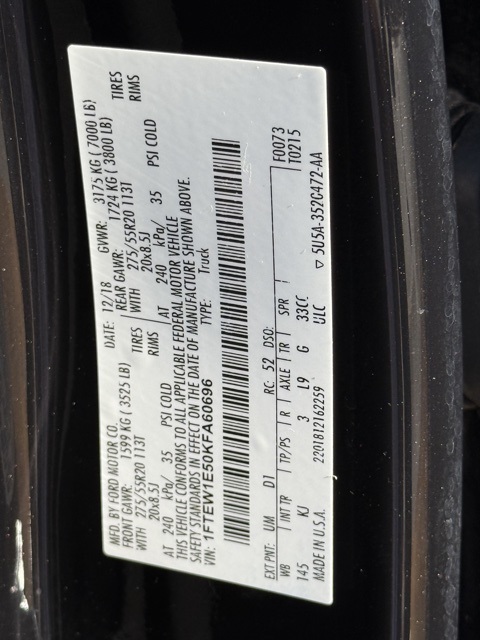 MFD. BY FORD MOTOR CO.
DATE: 12/18 GVWR: 3175 KG ( 7000 LB)
FRONT GAWR: 1599 KG ( 3525 LB) REAR GAWR: 1724 KG ( 3800 LB)
WITH 275/55R20 113T TIRES WITH 275/55R20 113T TIRES
20x8.5J RIMS 20x8.5J RIMS
AT 240 kPa/ 35 PSI COLD AT 240 kPa/ 35 PSI COLD
THIS VEHICLE CONFORMS TO ALL APPLICABLE FEDERAL MOTOR VEHICLE
SAFETY STANDARDS IN EFFECT ON THE DATE OF MANUFACTURE SHOWN ABOVE.
VIN: 1FTEW1E50KFA60696 TYPE: Truck
F0073
T0215
EXT PNT: UM D1 RC: 52 DSO:
WB INT TR TP/PS R AXLE TR SPR
145 KJ 3 L9 G 33CC
MADE IN U.S.A. 2201812162259 ULC
▽ 5U5A-3520472-AA